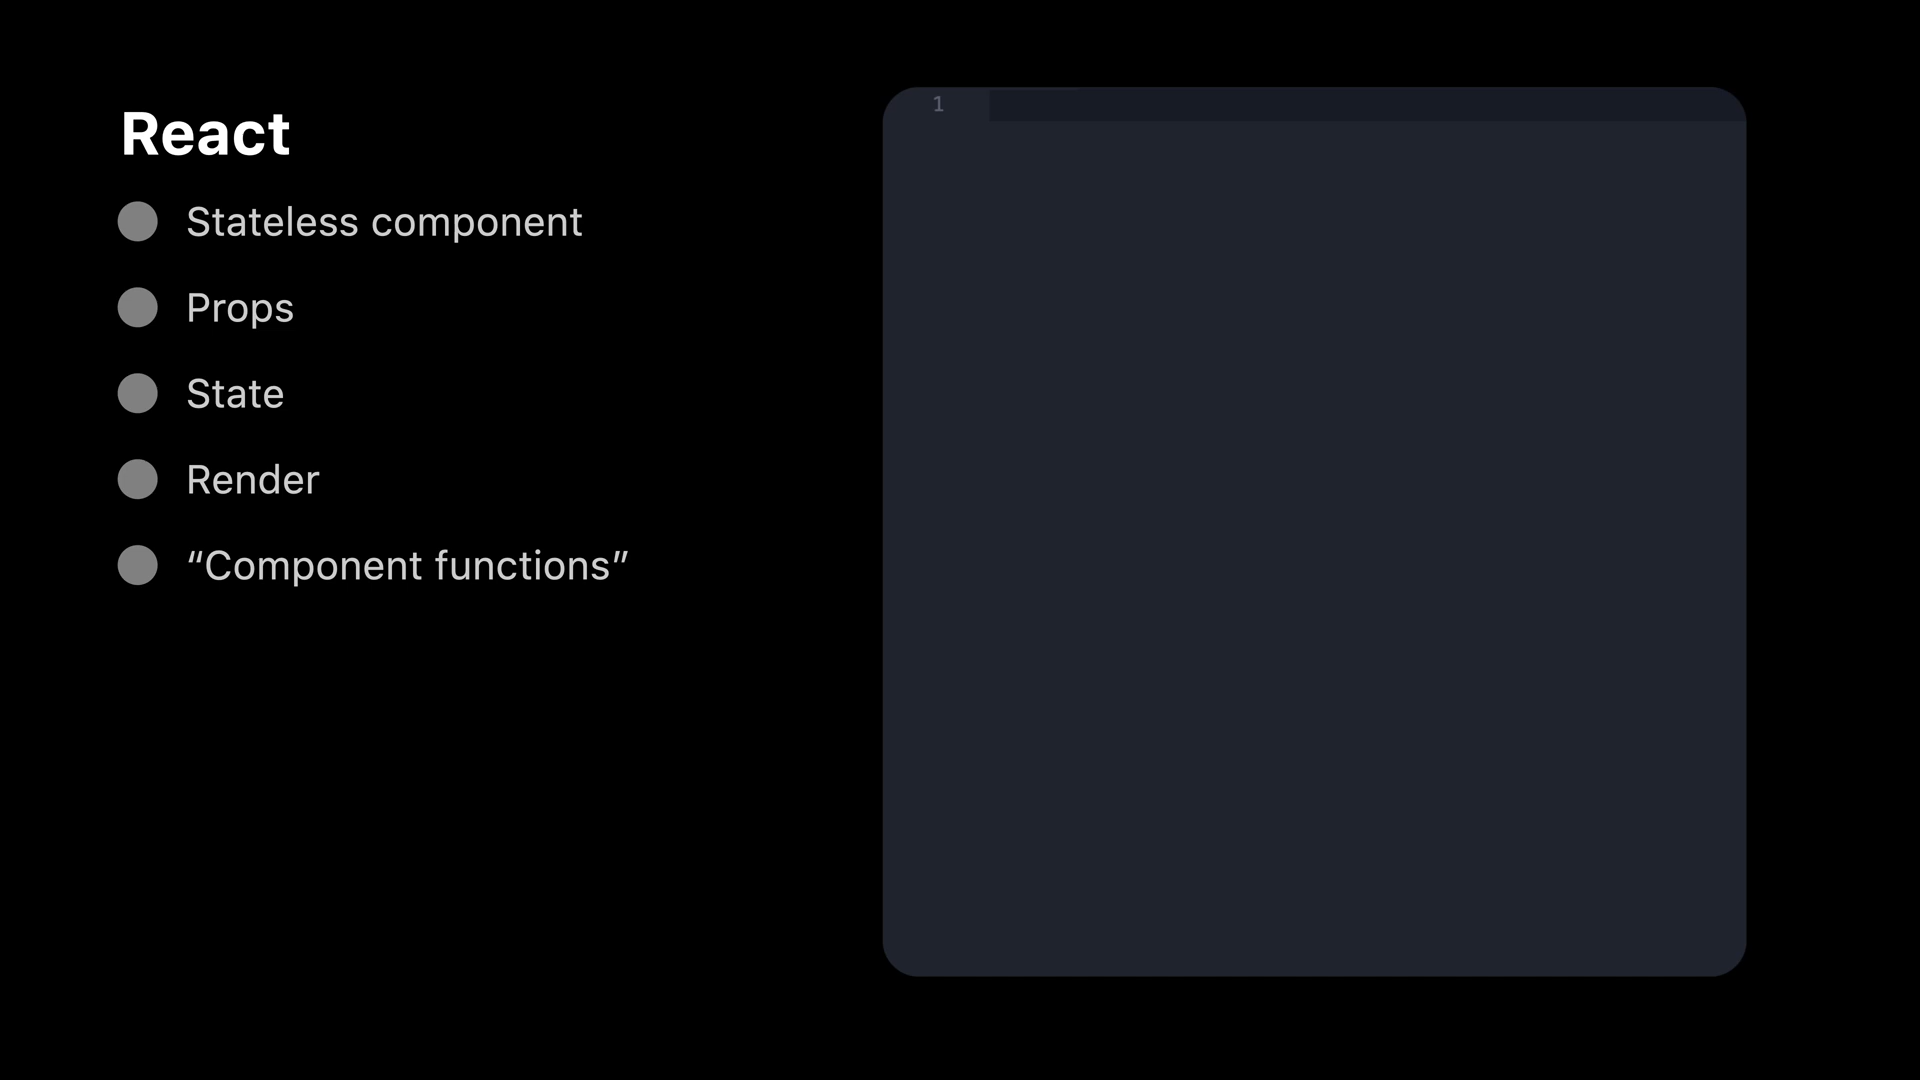 React
Stateless component
Props
State
Render
“Component functions”
1